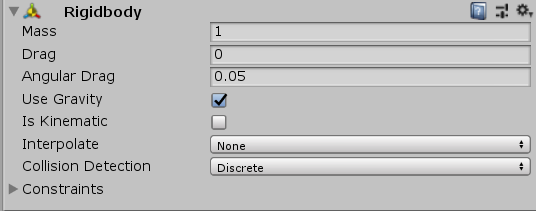 Rigidbody
Mass 1
Drag 0
Angular Drag 0.05
Use Gravity
Is Kinematic
Interpolate None
Collision Detection Discrete
Constraints